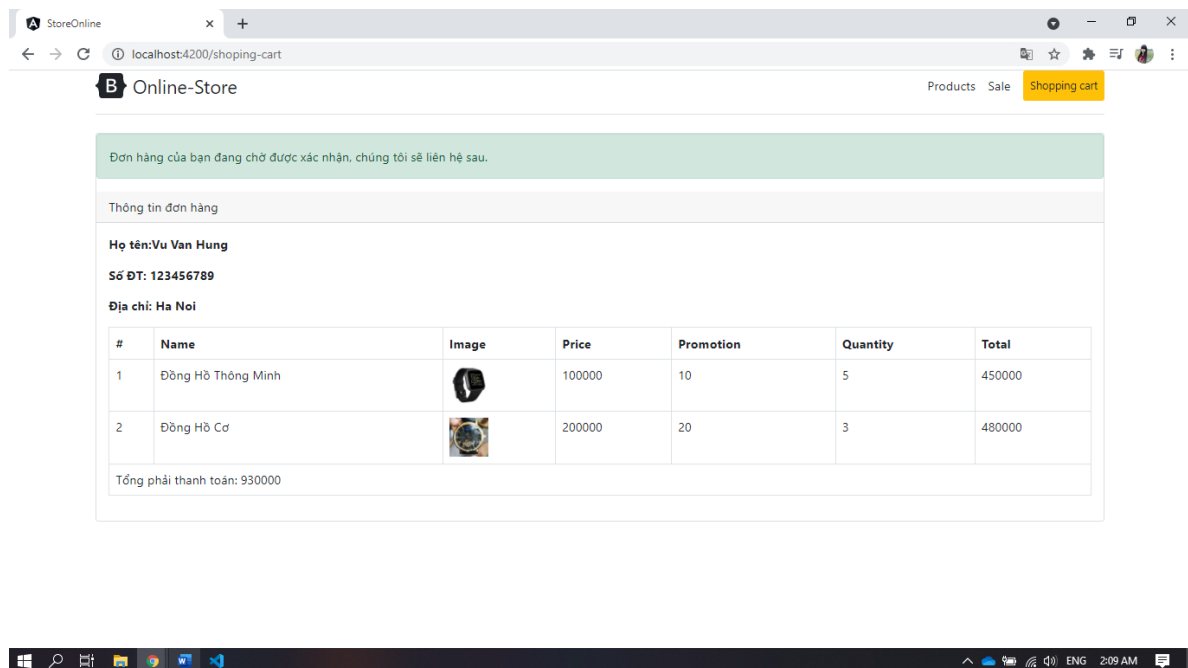 StoreOnline
localhost:4200/shoping-cart
B Online-Store
Products Sale Shopping cart
Đơn hàng của bạn đang chờ được xác nhận, chúng tôi sẽ liên hệ sau.
Thông tin đơn hàng
Họ tên:Vu Van Hung
Số ĐT: 123456789
Địa chỉ: Ha Noi
# Name Image Price Promotion Quantity Total
1 Đồng Hồ Thông Minh 100000 10 5 450000
2 Đồng Hồ Cơ 200000 20 3 480000
Tổng phải thanh toán: 930000
ENG 2:09 AM